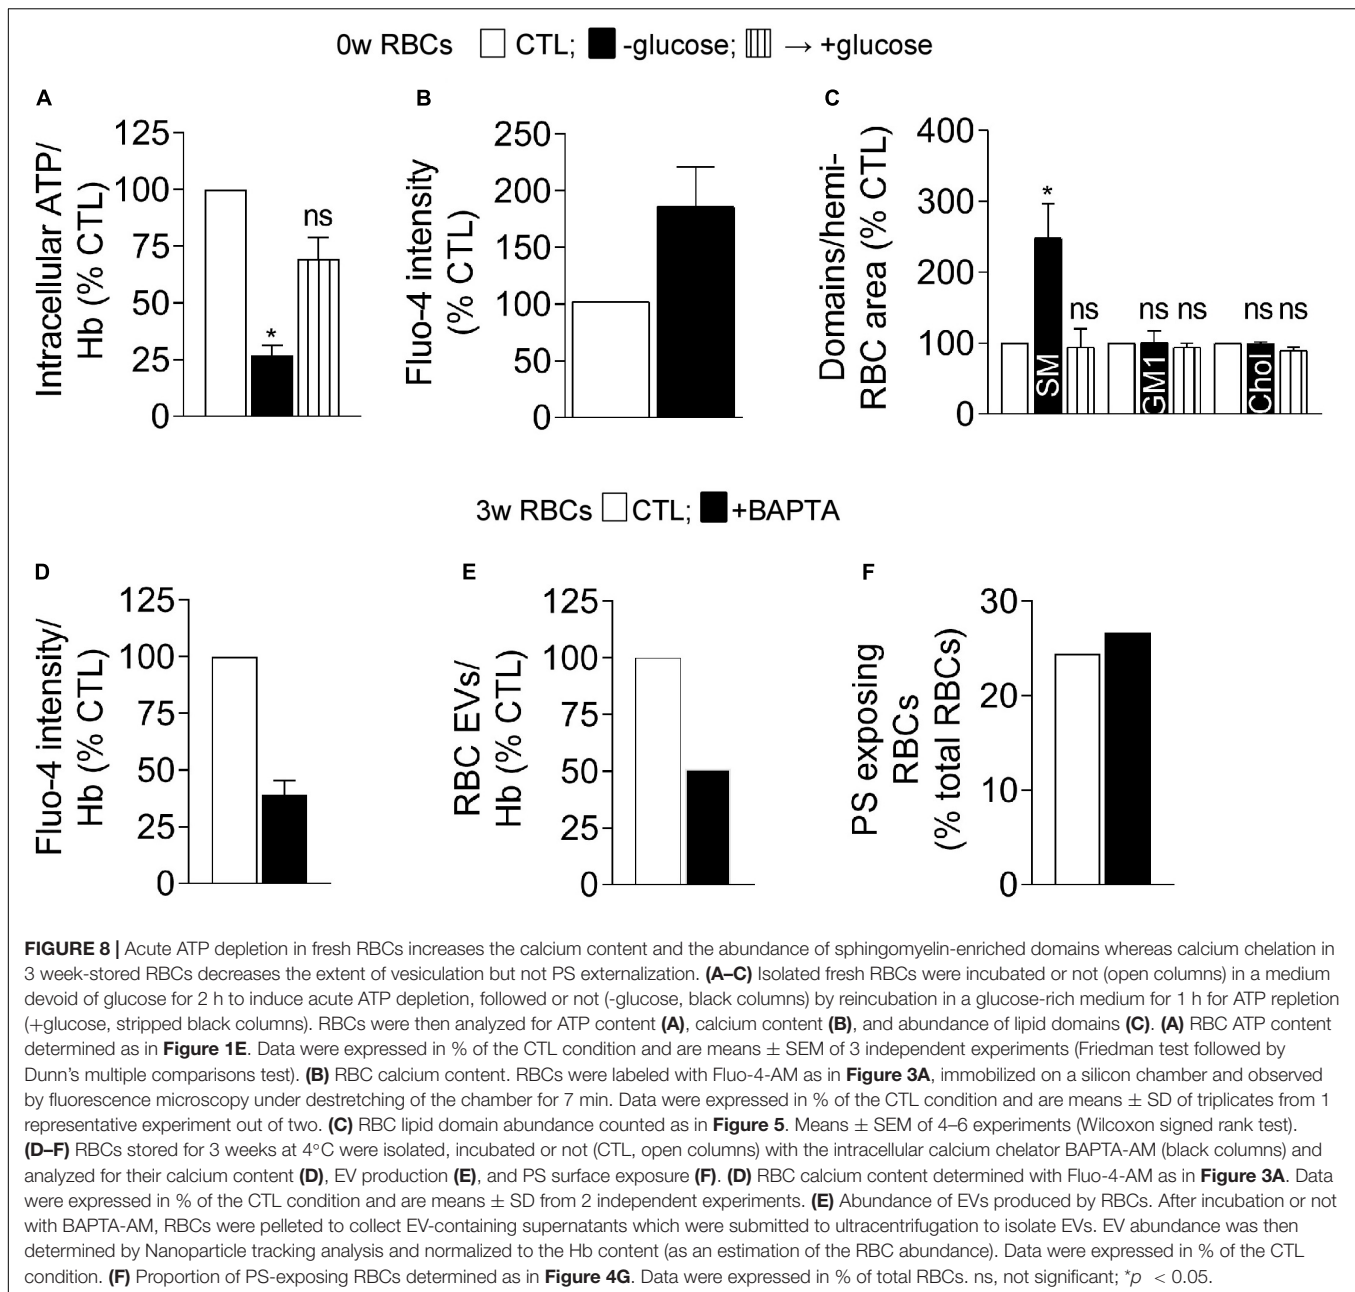 0w RBCs CTL; -glucose; → +glucose
A
B
C
Intracellular ATP/
Hb (% CTL)
125
100
75
50
25
0
*
ns
Fluo-4 intensity
(% CTL)
250
200
150
100
50
0
Domains/hemi-
RBC area (% CTL)
400
300
200
100
0
*
ns
ns ns
ns ns
SM
GM1
Chol
3w RBCs CTL; +BAPTA
D
E
F
Fluo-4 intensity/
Hb (% CTL)
125
100
75
50
25
0
RBC EVs/
Hb (% CTL)
125
100
75
50
25
0
PS exposing
RBCs
(% total RBCs)
30
20
10
0
FIGURE 8 | Acute ATP depletion in fresh RBCs increases the calcium content and the abundance of sphingomyelin-enriched domains whereas calcium chelation in
3 week-stored RBCs decreases the extent of vesiculation but not PS externalization. (A–C) Isolated fresh RBCs were incubated or not (open columns) in a medium
devoid of glucose for 2 h to induce acute ATP depletion, followed or not (-glucose, black columns) by reincubation in a glucose-rich medium for 1 h for ATP repletion
(+glucose, stripped black columns). RBCs were then analyzed for ATP content (A), calcium content (B), and abundance of lipid domains (C). (A) RBC ATP content
determined as in Figure 1E. Data were expressed in % of the CTL condition and are means ± SEM of 3 independent experiments (Friedman test followed by
Dunn's multiple comparisons test). (B) RBC calcium content. RBCs were labeled with Fluo-4-AM as in Figure 3A, immobilized on a silicon chamber and observed
by fluorescence microscopy under destretching of the chamber for 7 min. Data were expressed in % of the CTL condition and are means ± SD of triplicates from 1
representative experiment out of two. (C) RBC lipid domain abundance counted as in Figure 5. Means ± SEM of 4–6 experiments (Wilcoxon signed rank test).
(D–F) RBCs stored for 3 weeks at 4°C were isolated, incubated or not (CTL, open columns) with the intracellular calcium chelator BAPTA-AM (black columns) and
analyzed for their calcium content (D), EV production (E), and PS surface exposure (F). (D) RBC calcium content determined with Fluo-4-AM as in Figure 3A. Data
were expressed in % of the CTL condition and are means ± SD from 2 independent experiments. (E) Abundance of EVs produced by RBCs. After incubation or not
with BAPTA-AM, RBCs were pelleted to collect EV-containing supernatants which were submitted to ultracentrifugation to isolate EVs. EV abundance was then
determined by Nanoparticle tracking analysis and normalized to the Hb content (as an estimation of the RBC abundance). Data were expressed in % of the CTL
condition. (F) Proportion of PS-exposing RBCs determined as in Figure 4G. Data were expressed in % of total RBCs. ns, not significant; *p < 0.05.